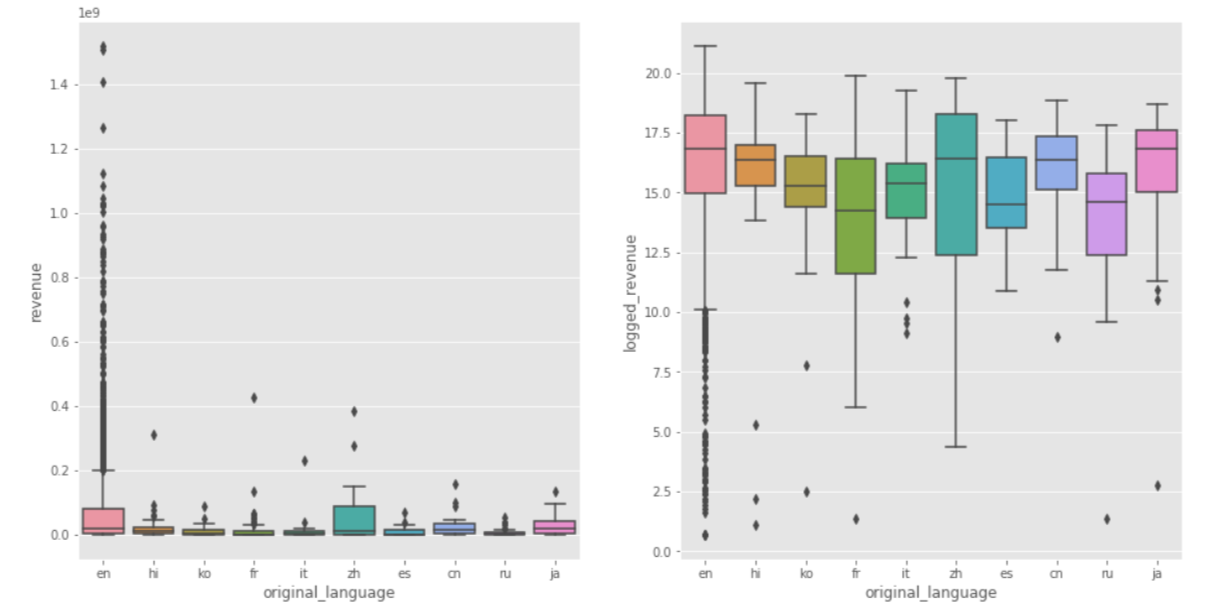 1e9
revenue
1.4
1.2
1.0
0.8
0.6
0.4
0.2
0.0
en hi ko fr it zh es cn ru ja
original_language
logged_revenue
20.0
17.5
15.0
12.5
10.0
7.5
5.0
2.5
0.0
en hi ko fr it zh es cn ru ja
original_language